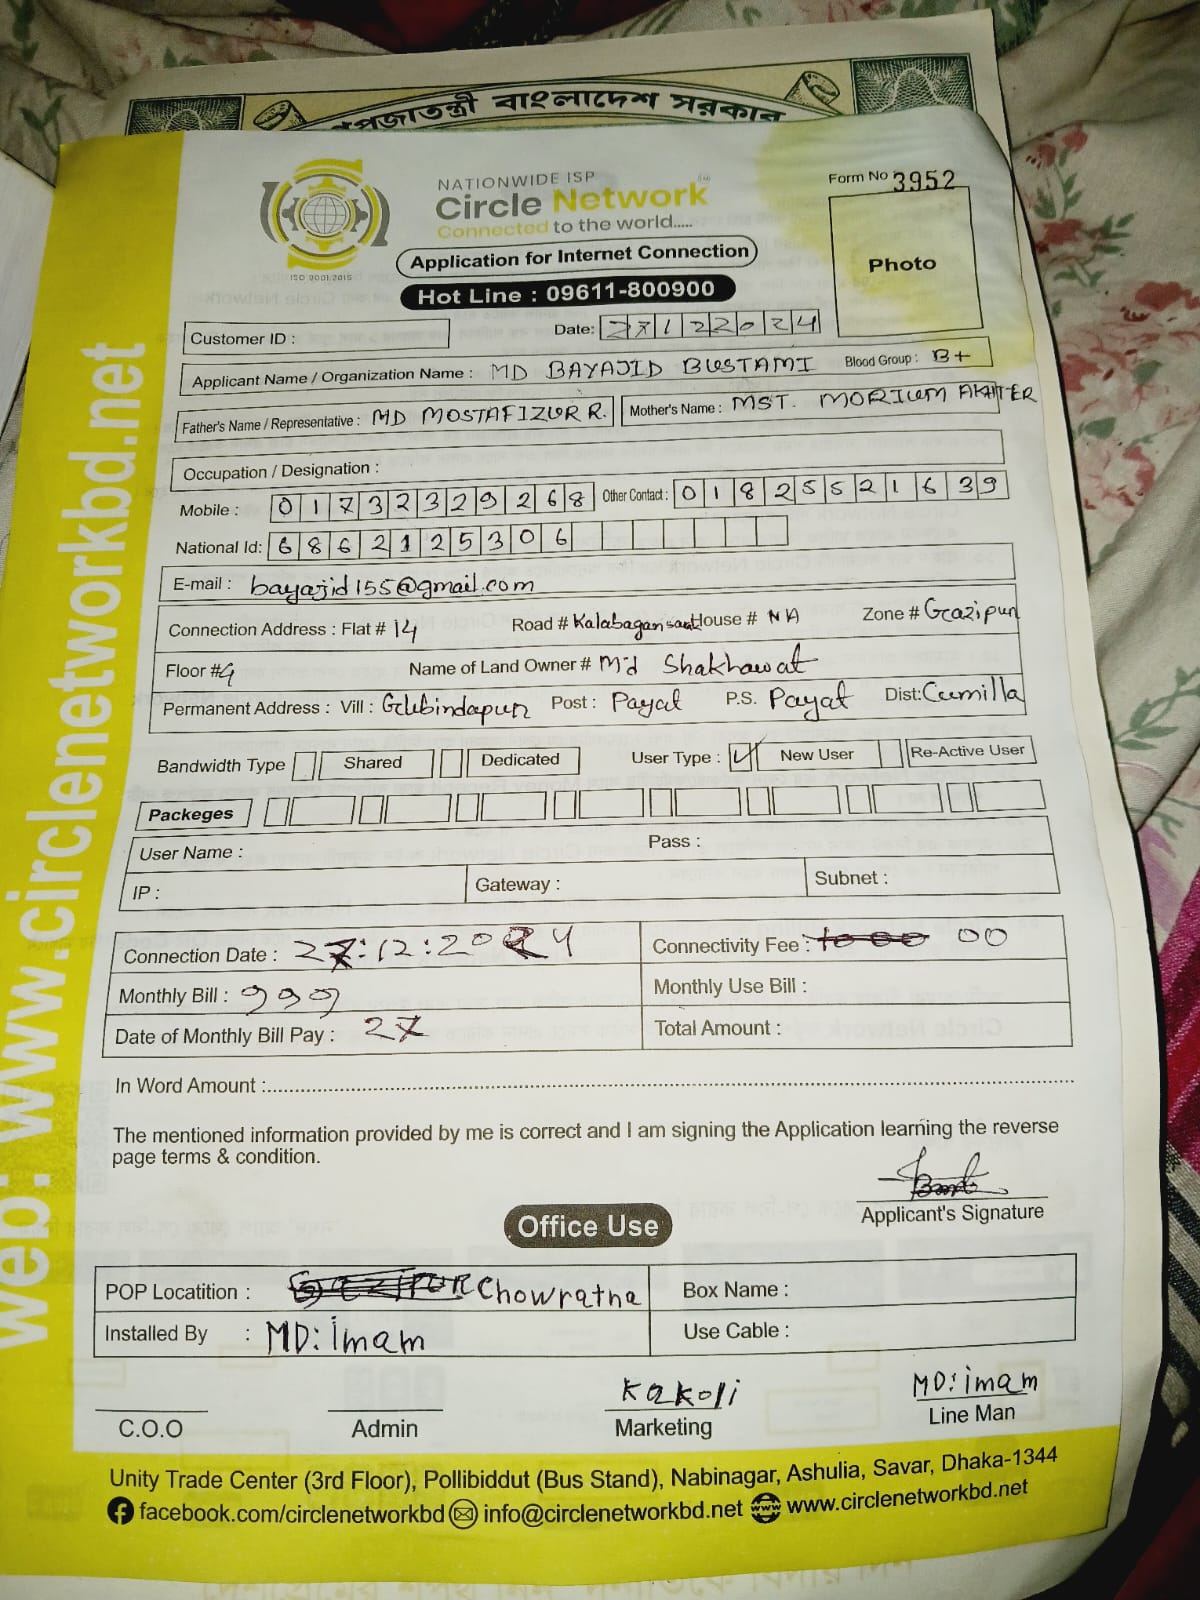 গণপ্রজাতন্ত্রী বাংলাদেশ সরকার
NATIONWIDE ISP
Circle Network
Connected to the world.....
ISO 9001:2015
Form No 3952
Photo
Application for Internet Connection
Hot Line : 09611-800900
Customer ID :
Date: 27122024
Applicant Name / Organization Name : MD BAYAJID BUSTAMI Blood Group : B+
Father's Name / Representative : MD MOSTAFIZUR R. Mother's Name : MST. MORIUM AKHTER
Occupation / Designation :
Mobile : 01732329268 Other Contact : 01825521639
National Id: 6862125306
E-mail : bayajid155@gmail.com
Connection Address : Flat # 14 Road # Kalabagan House # NA Zone # Gazipur
Floor # 4 Name of Land Owner # Md Shakhawat
Permanent Address : Vill : Post : Payat P.S. Payat Dist: Cumilla
Bandwidth Type Shared Dedicated User Type : ✓ New User Re-Active User
Packeges
User Name : Pass :
IP : Gateway : Subnet :
Connection Date : 27:12:2024 Connectivity Fee : 1000 00
Monthly Bill : 999 Monthly Use Bill :
Date of Monthly Bill Pay : 27 Total Amount :
In Word Amount :
The mentioned information provided by me is correct and I am signing the Application learning the reverse
page terms & condition.
Applicant's Signature
Office Use
POP Locatition : GAZIPUR Chowratna Box Name :
Installed By : MD: imam Use Cable :
Kakoli MD: imam
C.O.O Admin Marketing Line Man
Unity Trade Center (3rd Floor), Pollibiddut (Bus Stand), Nabinagar, Ashulia, Savar, Dhaka-1344
facebook.com/circlenetworkbd info@circlenetworkbd.net www.circlenetworkbd.net
web: www.circlenetworkbd.net